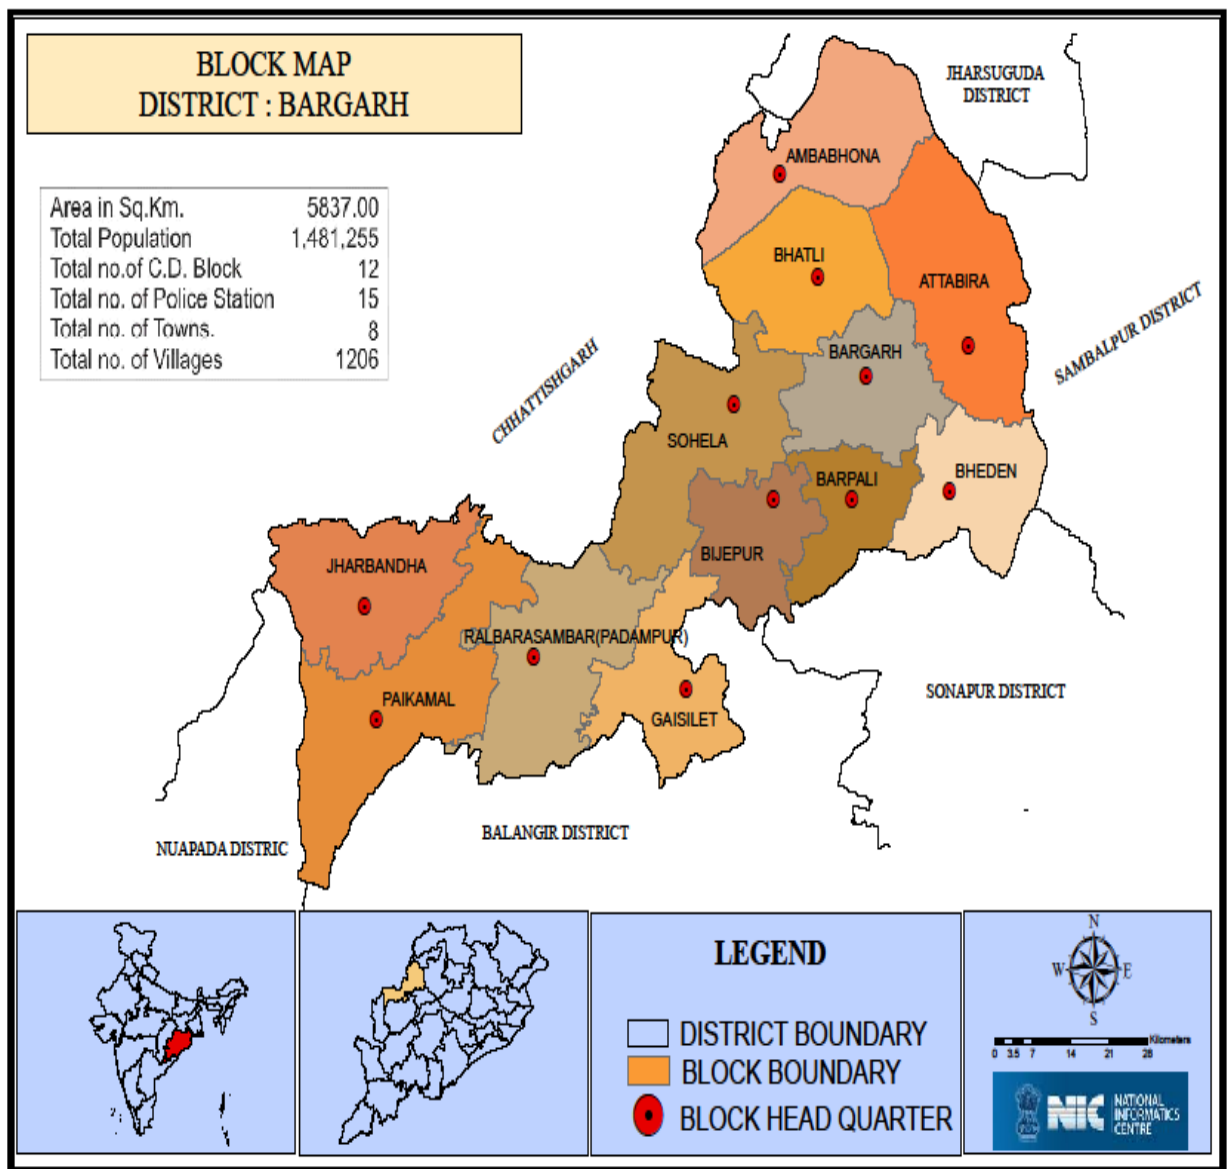 BLOCK MAP
DISTRICT : BARGARH
Area in Sq.Km. 5837.00
Total Population 1,481,255
Total no.of C.D. Block 12
Total no. of Police Station 15
Total no. of Towns. 8
Total no. of Villages 1206
JHARSUGUDA
DISTRICT
AMBABHONA
BHATLI
ATTABIRA
SAMBALPUR DISTRICT
CHHATTISHGARH
BARGARH
SOHELA
BARPALI
BHEDEN
BIJEPUR
JHARBANDHA
RALBARASAMBAR(PADAMPUR)
PAIKAMAL
GAISILET
SONAPUR DISTRICT
BALANGIR DISTRICT
NUAPADA DISTRIC
LEGEND
DISTRICT BOUNDARY
BLOCK BOUNDARY
BLOCK HEAD QUARTER
N
W E
S
Kilometers
0 3.5 7 14 21 28
NIC
NATIONAL
INFORMATICS
CENTRE